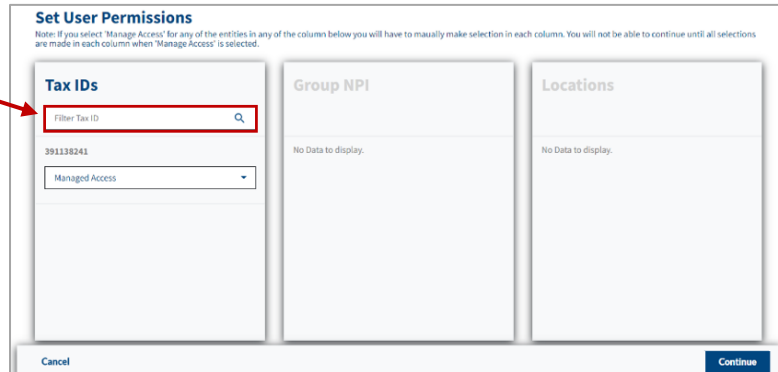 Set User Permissions
Note: If you select 'Manage Access' for any of the entities in any of the column below you will have to maually make selection in each column. You will not be able to continue until all selections
are made in each column when 'Manage Access' is selected.
Tax IDs
Group NPI
Locations
Filter Tax ID
391138241
No Data to display.
No Data to display.
Managed Access
Cancel
Continue